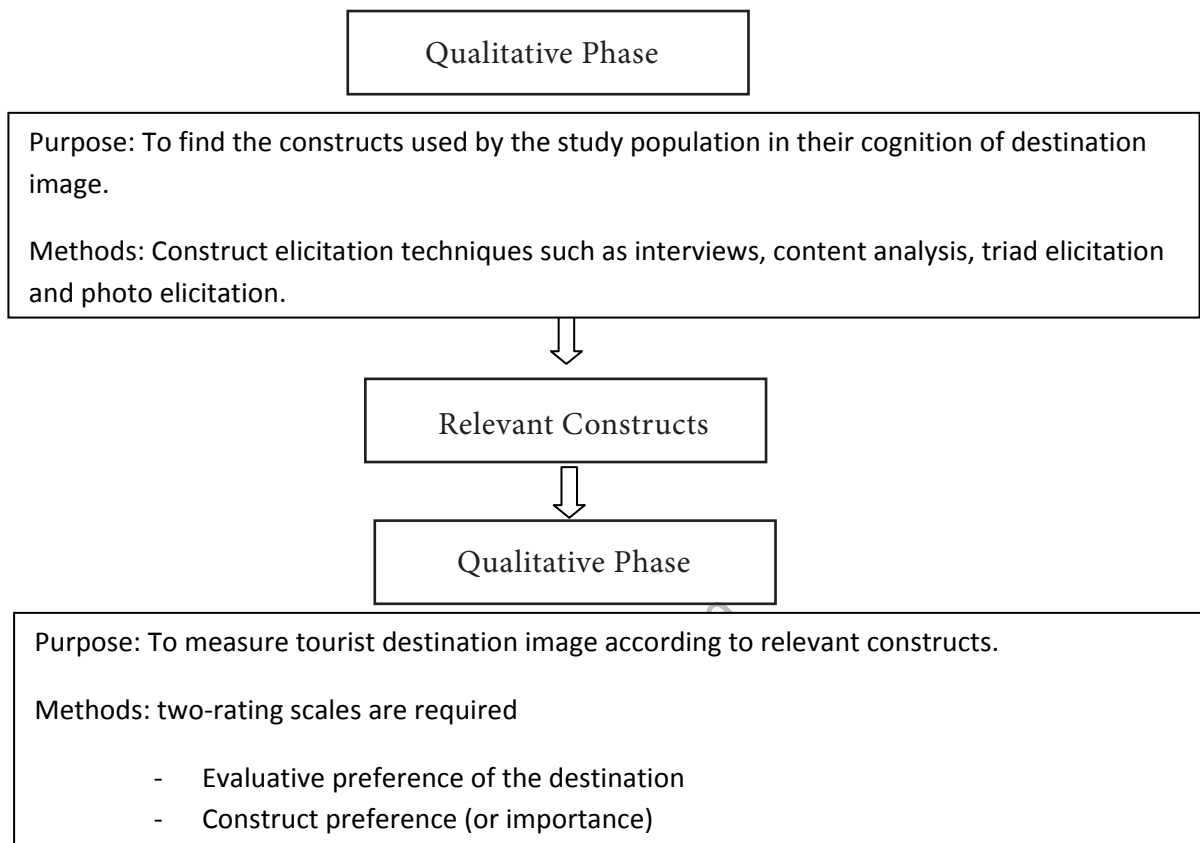 Qualitative Phase
Purpose: To find the constructs used by the study population in their cognition of destination
image.
Methods: Construct elicitation techniques such as interviews, content analysis, triad elicitation
and photo elicitation.
Relevant Constructs
Qualitative Phase
Purpose: To measure tourist destination image according to relevant constructs.
Methods: two-rating scales are required
- Evaluative preference of the destination
- Construct preference (or importance)